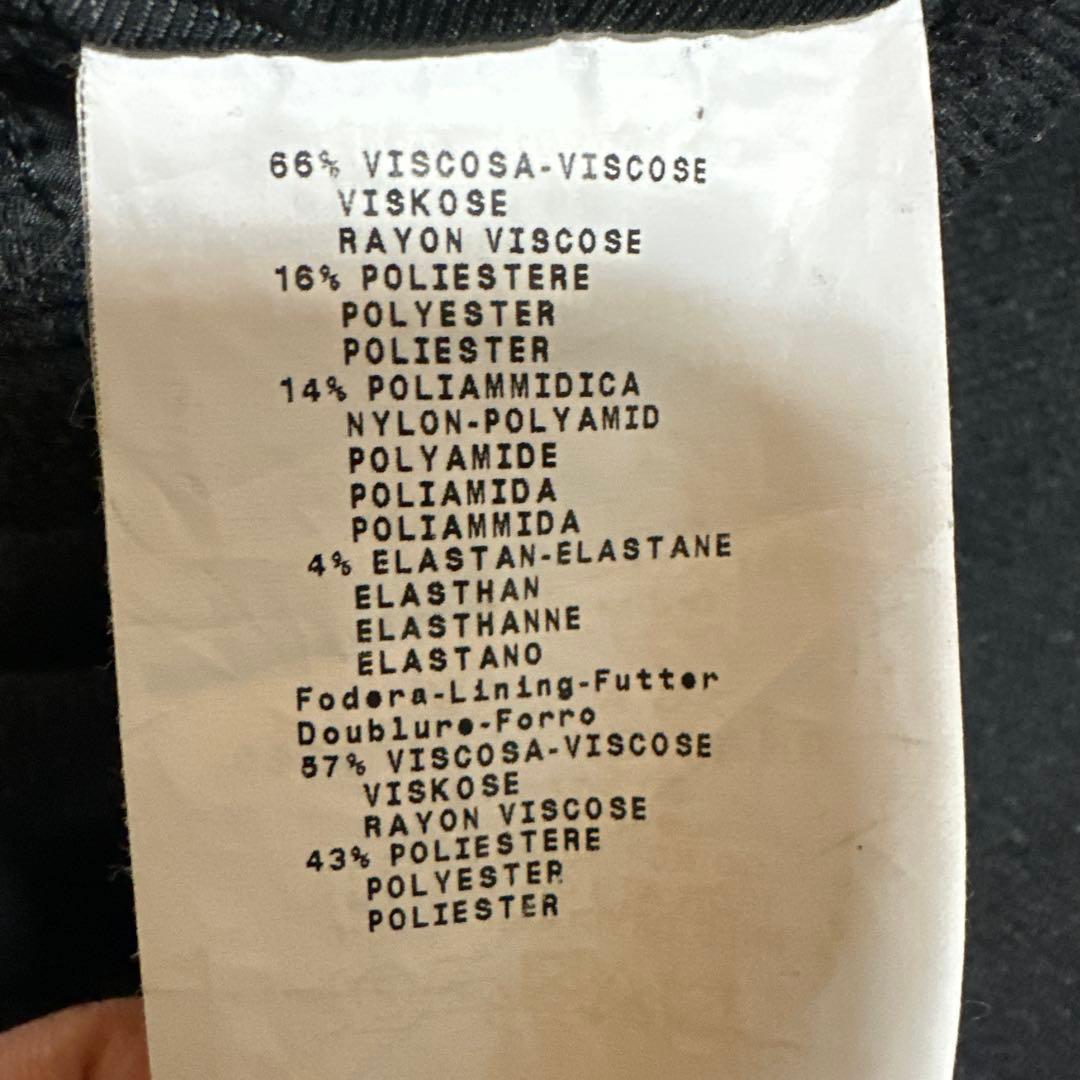 66% VISCOSA-VISCOSE
VISKOSE
RAYON VISCOSE
16% POLIESTERE
POLYESTER
POLIESTER
14% POLIAMMIDICA
NYLON-POLYAMID
POLYAMIDE
POLIAMIDA
POLIAMMIDA
4% ELASTAN-ELASTANE
ELASTHAN
ELASTHANNE
ELASTANO
Fodera-Lining-Futter
Doublure-Forro
57% VISCOSA-VISCOSE
VISKOSE
RAYON VISCOSE
43% POLIESTERE
POLYESTER
POLIESTER